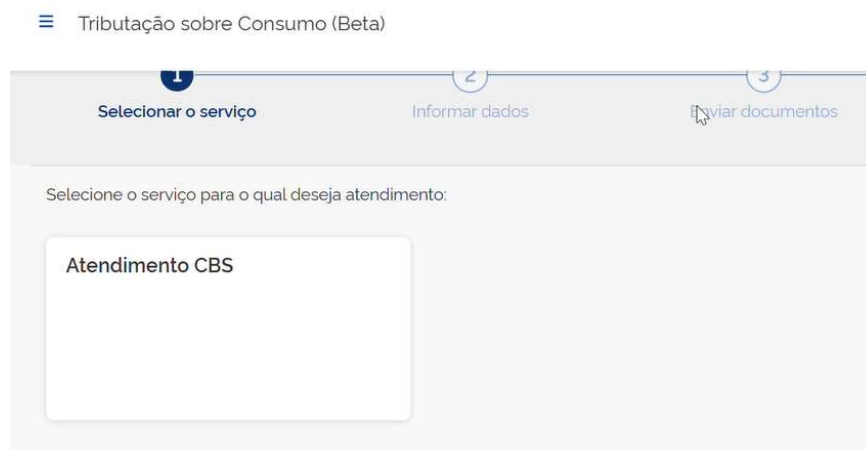 Tributação sobre Consumo (Beta)
1 2 3
Selecionar o serviço Informar dados Enviar documentos
Selecione o serviço para o qual deseja atendimento:
Atendimento CBS